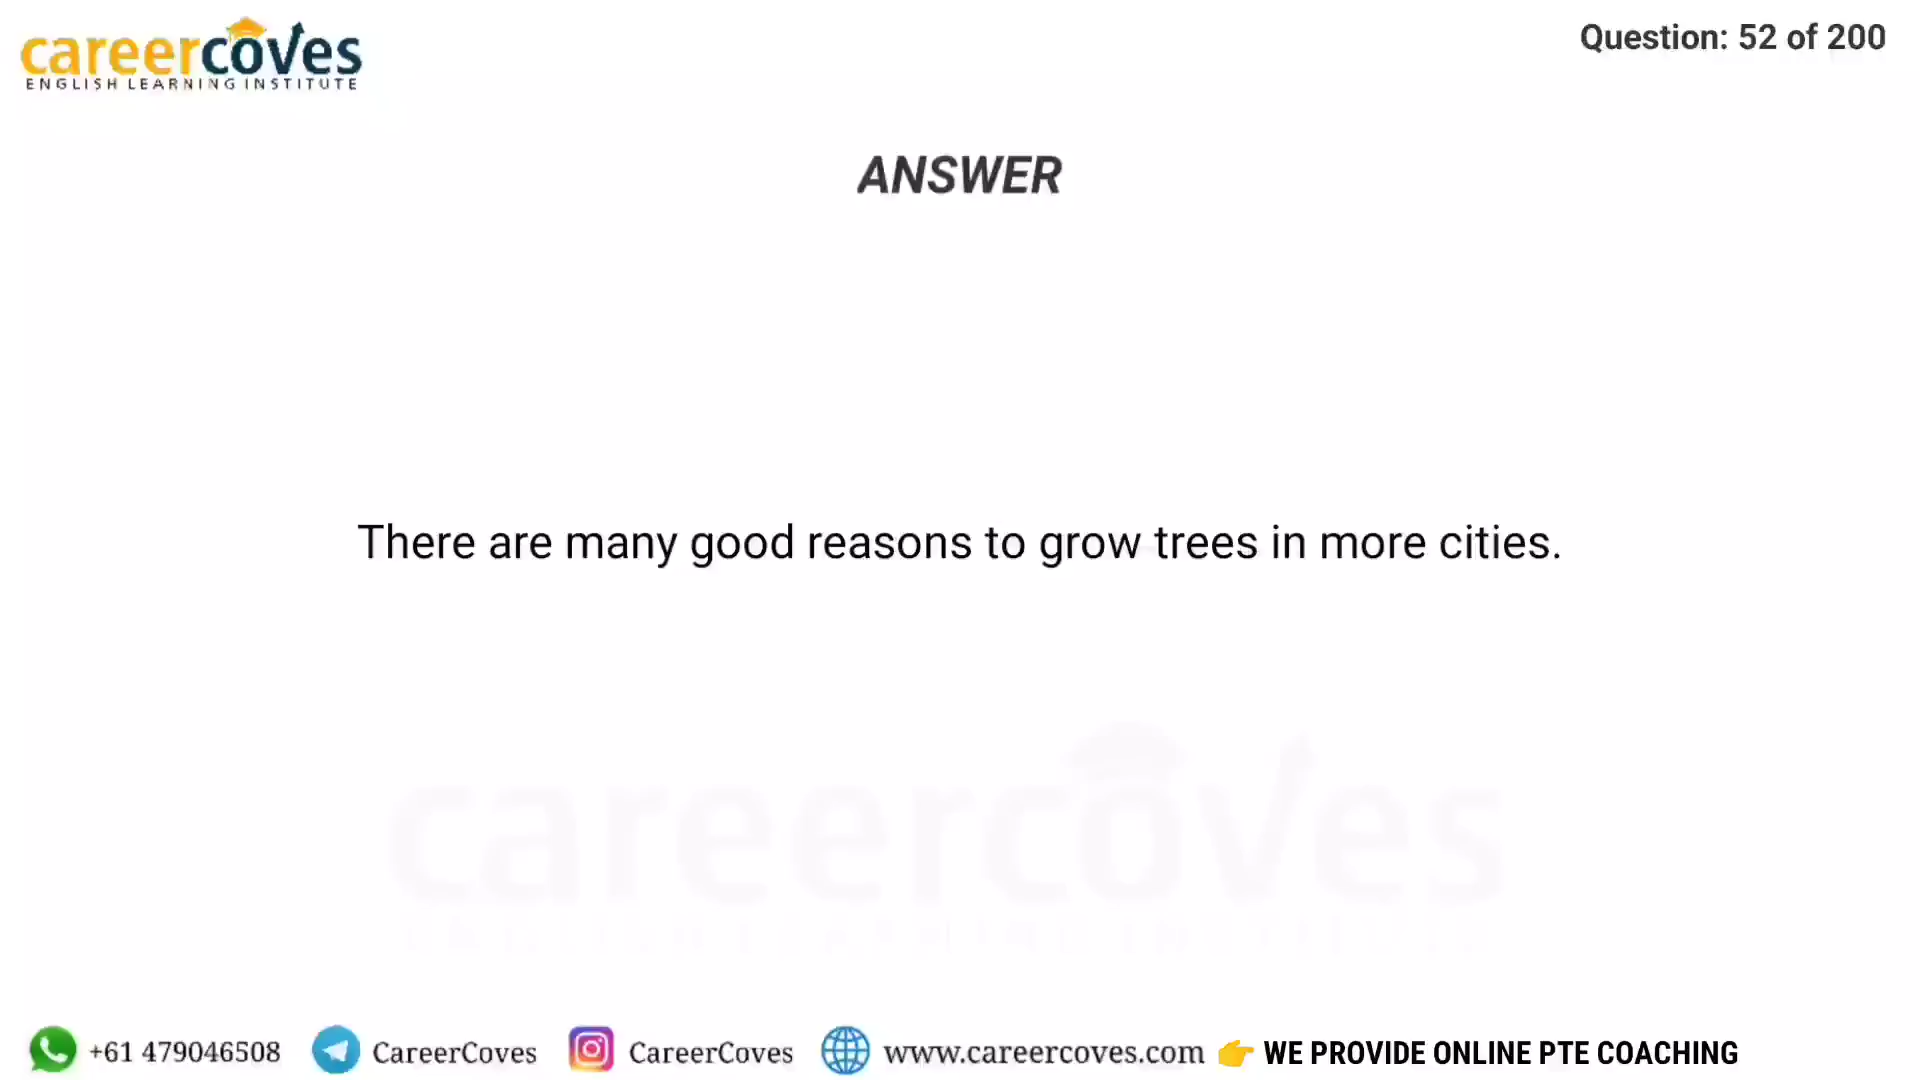 careercoves
ENGLISH LEARNING INSTITUTE
Question: 52 of 200
ANSWER
There are many good reasons to grow trees in more cities.
careercoves
+61 479046508 CareerCoves CareerCoves www.careercoves.com 👉 WE PROVIDE ONLINE PTE COACHING